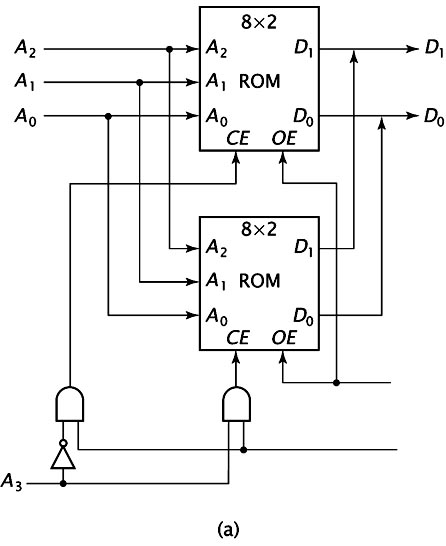 8×2
A₂ A₂ D₁ D₁
A₁ A₁ ROM
A₀ A₀ D₀ D₀
CE OE
8×2
A₂ D₁
A₁ ROM
A₀ D₀
CE OE
A₃
(a)